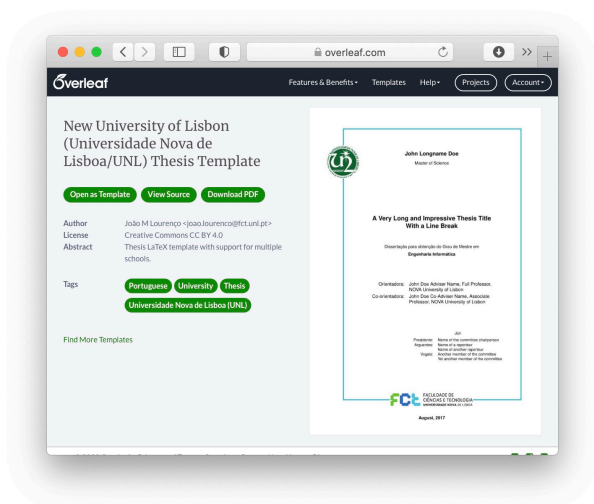 overleaf.com
Overleaf
Features & Benefits
Templates
Help
Projects
Account
New University of Lisbon
(Universidade Nova de
Lisboa/UNL) Thesis Template
Open as Template
View Source
Download PDF
Author João M Lourenço <joao.lourenco@fct.unl.pt>
License Creative Commons CC BY 4.0
Abstract Thesis LaTeX template with support for multiple
schools.
Tags Portuguese University Thesis
Universidade Nova de Lisboa (UNL)
Find More Templates
John Longname Doe
Master of Science
A Very Long and Impressive Thesis Title
With a Line Break
Dissertação para obtenção do Grau de Mestre em
Engenharia Informática
Orientadora: John Doe Adviser Name, Full Professor,
NOVA University of Lisbon
Co-orientadora: John Doe Co-Adviser Name, Associate
Professor, NOVA University of Lisbon
Júri
Presidente: Name of the committee chairperson
Arguentes: Name of a raporteur
Name of another raporteur
Vogais: Another member of the committee
Yet another member of the committee
FCT FACULDADE DE
CIÊNCIAS E TECNOLOGIA
UNIVERSIDADE NOVA DE LISBOA
August, 2017